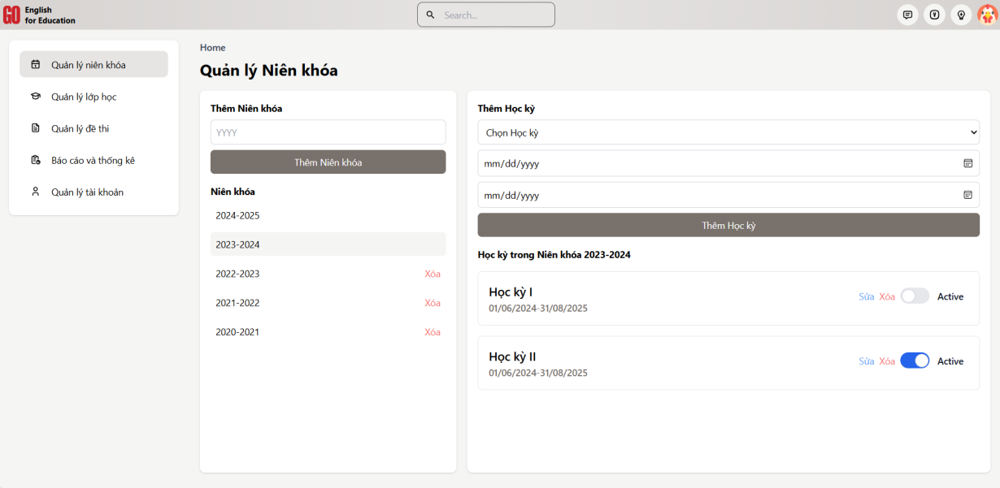 GO English
for Education
Search...
Quản lý niên khóa
Quản lý lớp học
Quản lý đề thi
Báo cáo và thống kê
Quản lý tài khoản
Home
Quản lý Niên khóa
Thêm Niên khóa
YYYY
Thêm Niên khóa
Niên khóa
2024-2025
2023-2024
2022-2023 Xóa
2021-2022 Xóa
2020-2021 Xóa
Thêm Học kỳ
Chọn Học kỳ
mm/dd/yyyy
mm/dd/yyyy
Thêm Học kỳ
Học kỳ trong Niên khóa 2023-2024
Học kỳ I
01/06/2024-31/08/2025
Sửa Xóa Active
Học kỳ II
01/06/2024-31/08/2025
Sửa Xóa Active